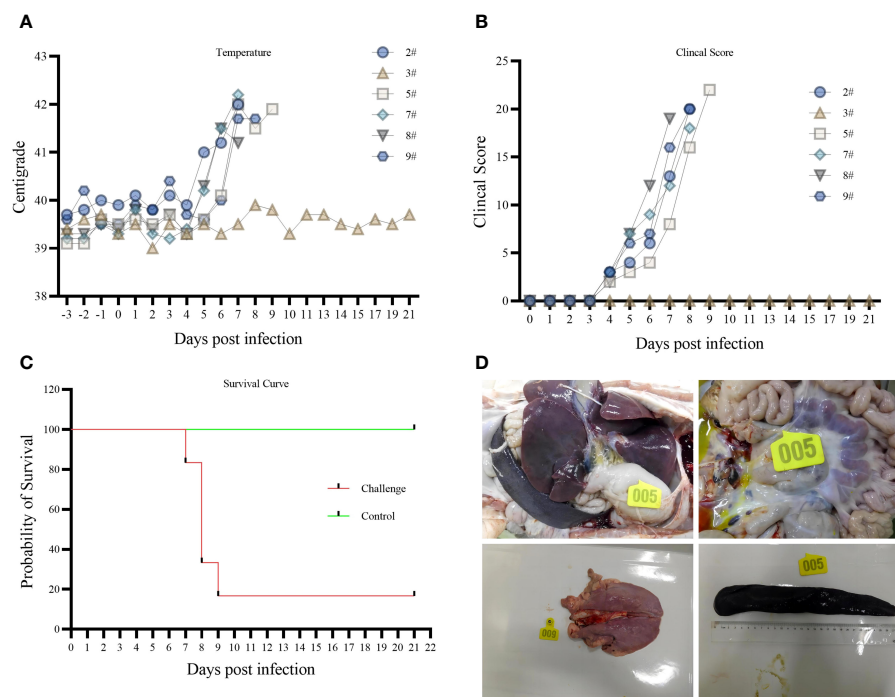 A
Temperature
43
42
41
40
39
38
Centigrade
-3 -2 -1 0 1 2 3 4 5 6 7 8 9 10 11 13 14 15 17 19 21
Days post infection
2#
3#
5#
7#
8#
9#
B
Clincal Score
25
20
15
10
5
0
Clincal Score
0 1 2 3 4 5 6 7 8 9 10 11 13 14 15 17 19 21
Days post infection
2#
3#
5#
7#
8#
9#
C
Survival Curve
120
100
80
60
40
20
0
Probability of Survival
0 1 2 3 4 5 6 7 8 9 10 11 12 13 14 15 16 17 18 19 20 21 22
Days post infection
Challenge
Control
D
005
005
005